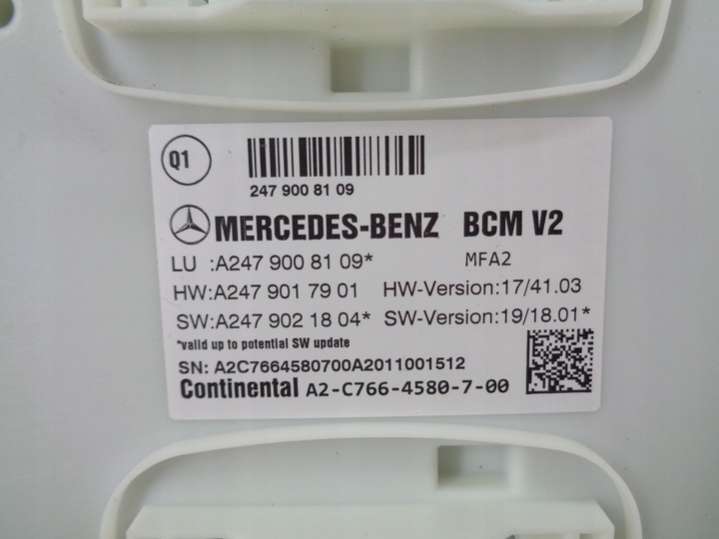 Q1
247 900 81 09
MERCEDES-BENZ BCM V2
LU :A247 900 81 09* MFA2
HW:A247 901 79 01 HW-Version:17/41.03
SW:A247 902 18 04* SW-Version:19/18.01*
*valid up to potential SW update
SN: A2C7664580700A2011001512
Continental A2-C766-4580-7-00